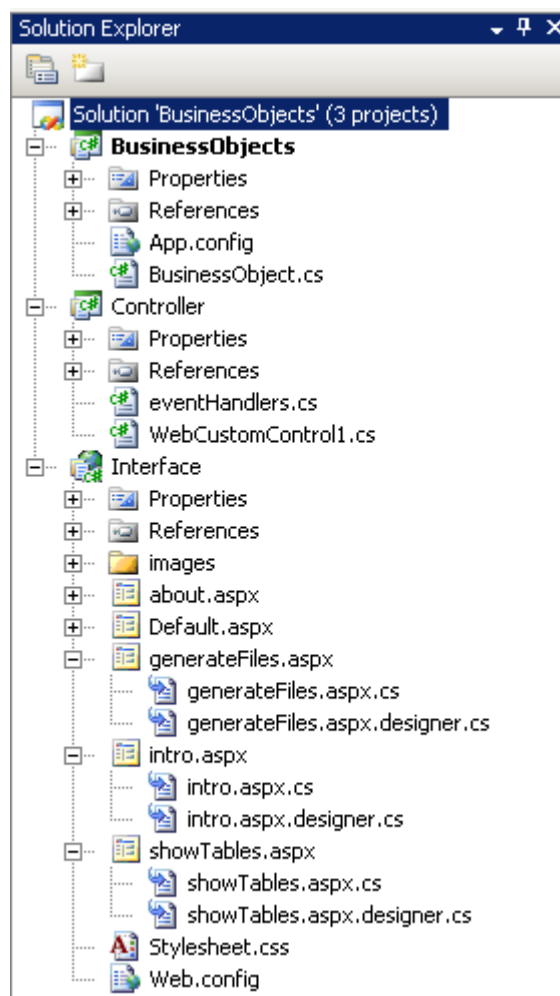 Solution Explorer
Solution 'BusinessObjects' (3 projects)
BusinessObjects
Properties
References
App.config
BusinessObject.cs
Controller
Properties
References
eventHandlers.cs
WebCustomControl1.cs
Interface
Properties
References
images
about.aspx
Default.aspx
generateFiles.aspx
generateFiles.aspx.cs
generateFiles.aspx.designer.cs
intro.aspx
intro.aspx.cs
intro.aspx.designer.cs
showTables.aspx
showTables.aspx.cs
showTables.aspx.designer.cs
Stylesheet.css
Web.config